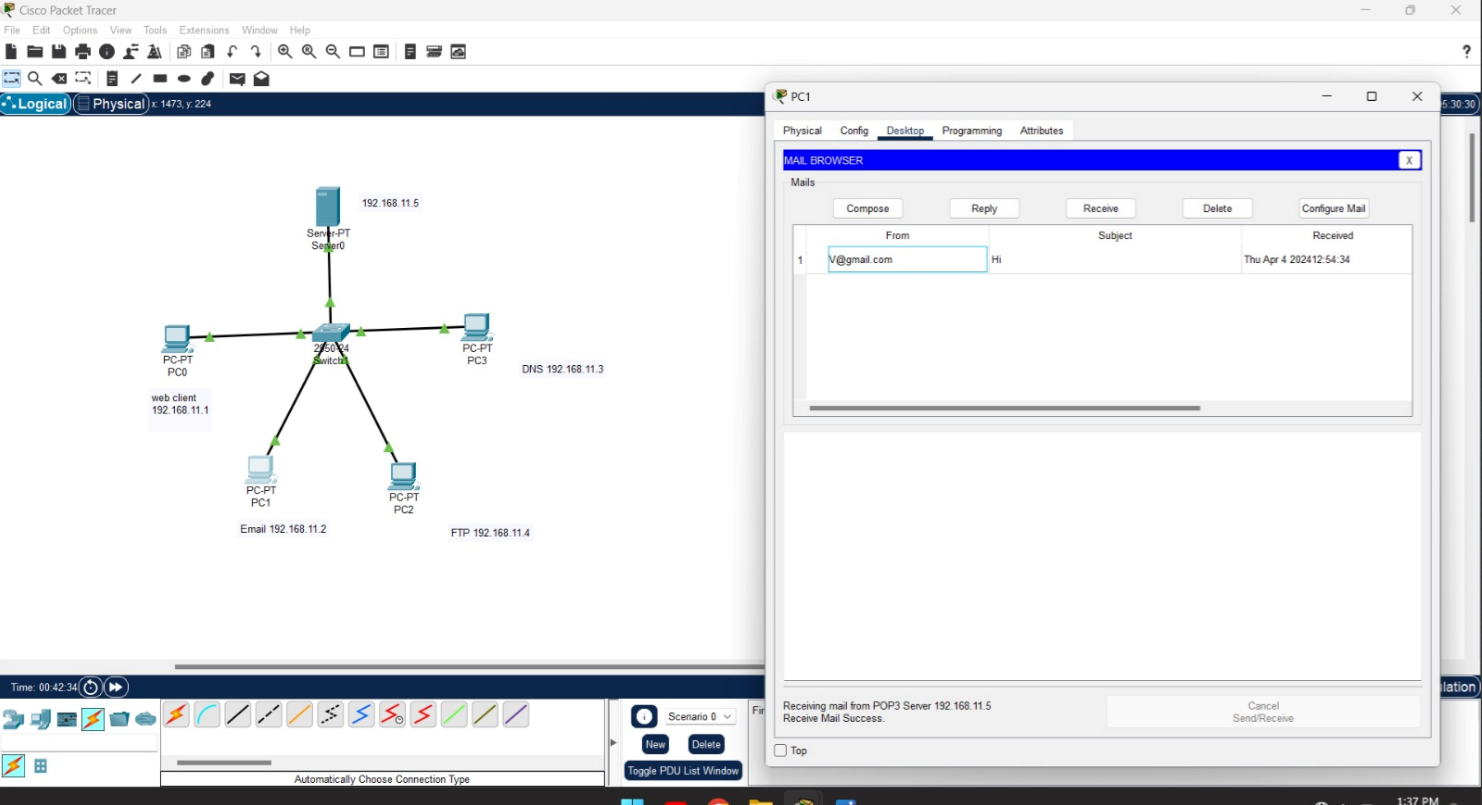 Cisco Packet Tracer
File Edit Options View Tools Extensions Window Help
?
Logical Physical x: 1473, y: 224
5:30:30
192.168.11.5
Server-PT
Server0
PC-PT
PC0
web client
192.168.11.1
2950-24
PC-PT
PC3
DNS 192.168.11.3
PC-PT
PC1
Email 192.168.11.2
PC-PT
PC2
FTP 192.168.11.4
PC1
Physical Config Desktop Programming Attributes
MAIL BROWSER
X
Mails
Compose Reply Receive Delete Configure Mail
From Subject Received
1 V@gmail.com Hi Thu Apr 4 202412:54:34
Receiving mail from POP3 Server 192.168.11.5
Receive Mail Success.
Cancel
Send/Receive
Top
Time: 00:42:34
lation
Scenario 0
Fir
New Delete
Toggle PDU List Window
Automatically Choose Connection Type
1:37 PM